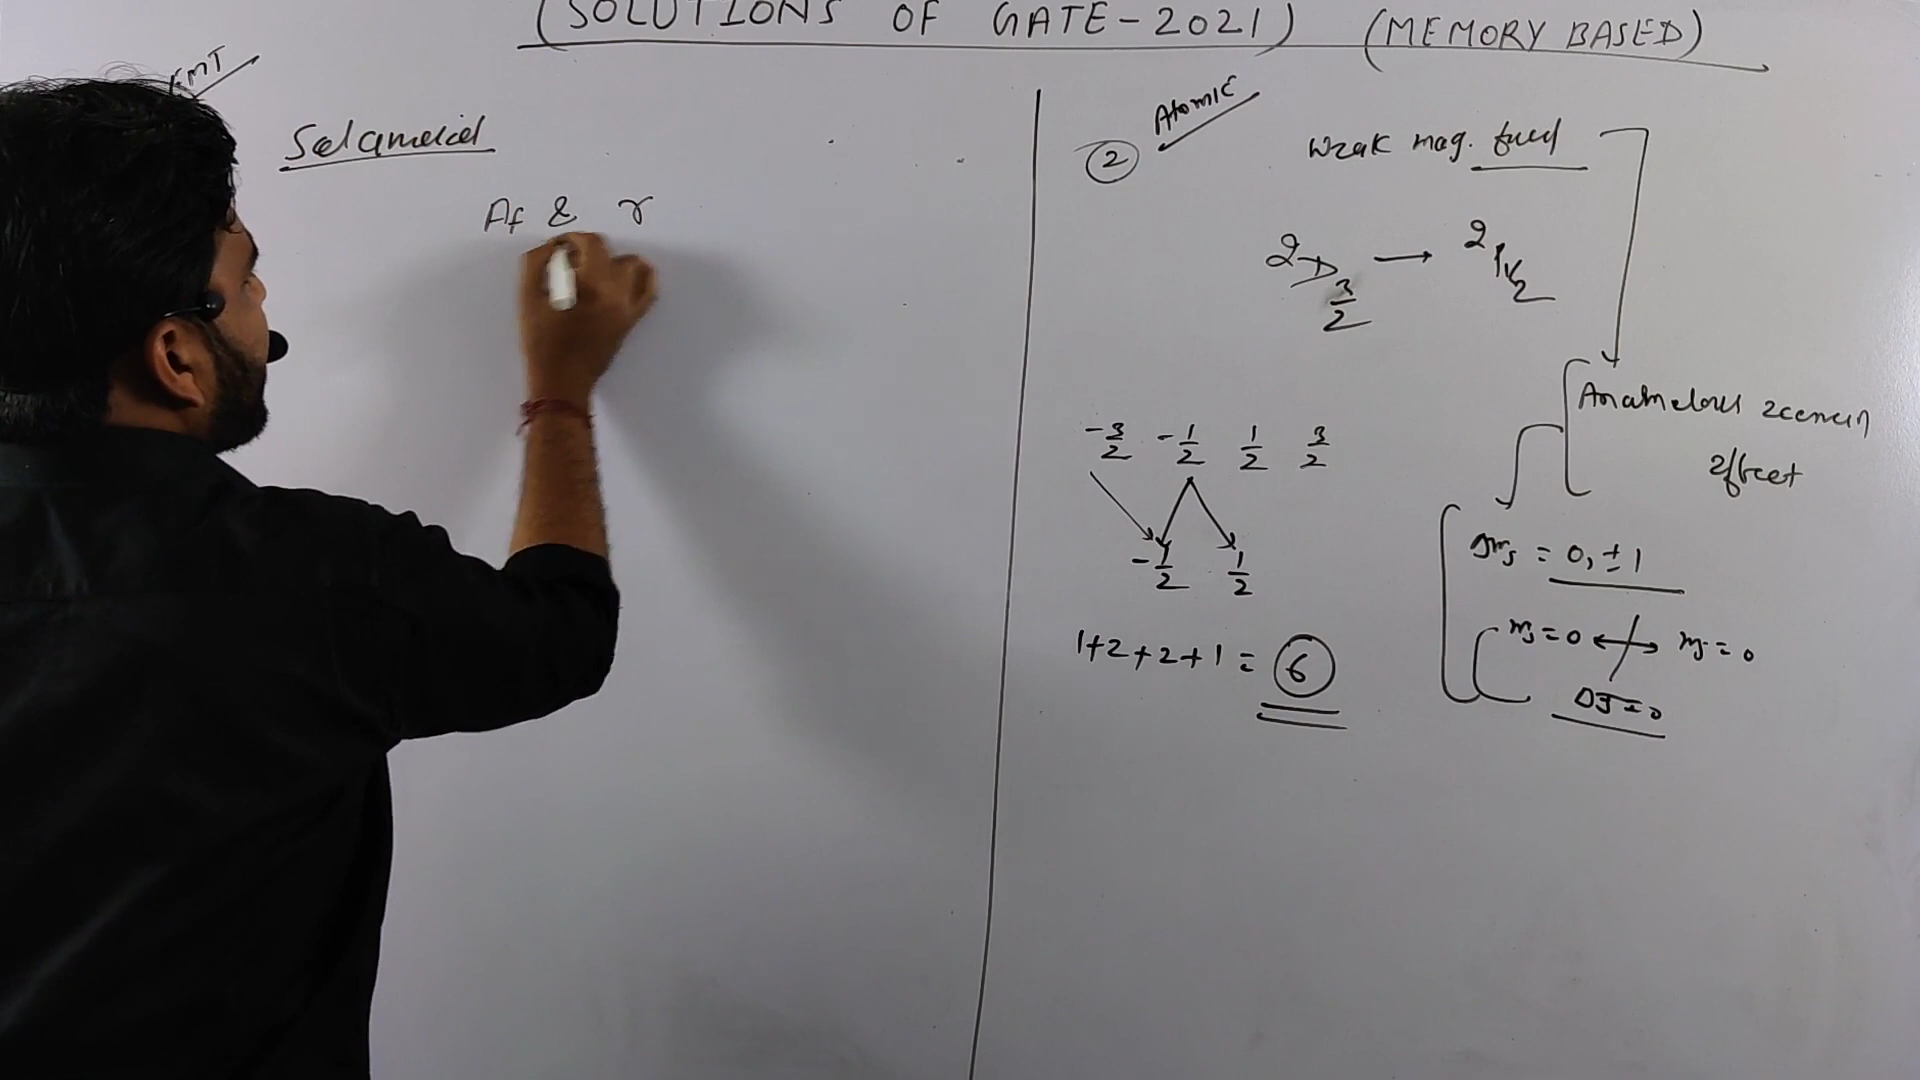 (SOLUTIONS OF GATE-2021) (MEMORY BASED)
EMT
Solenoid
Af & r
② Atomic
Weak mag. field
2D3/2 → 2P1/2
Anamolous zeeman
effect
-3/2 -1/2 1/2 3/2
-1/2 1/2
1+2+2+1 = 6
Δmj = 0, ±1
mj = 0 ↔ mj = 0
ΔJ = 0